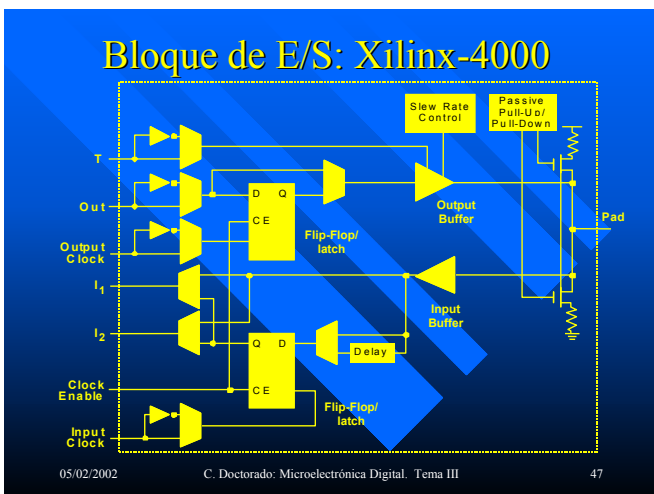 Bloque de E/S: Xilinx-4000
Slew Rate
Control
Passive
Pull-Up/
Pull-Down
T
Out
D Q
CE
Output
Buffer
Pad
Flip-Flop/
latch
Output
Clock
I1
Input
Buffer
I2
Q D
Delay
Clock
Enable
CE
Flip-Flop/
latch
Input
Clock
05/02/2002 C. Doctorado: Microelectrónica Digital. Tema III 47